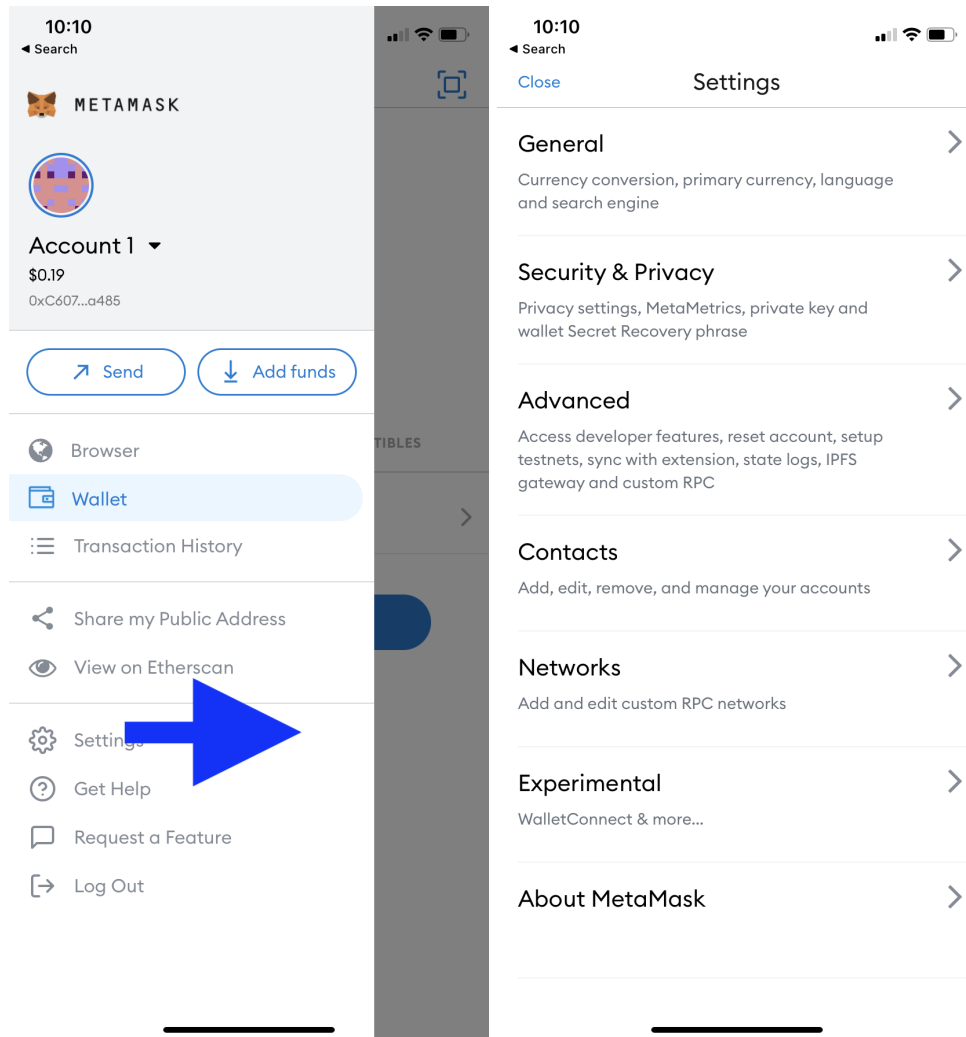 10:10
◀ Search
METAMASK
Account 1
$0.19
0xC607...a485
Send
Add funds
Browser
TIBLES
Wallet
Transaction History
Share my Public Address
View on Etherscan
Settings
Get Help
Request a Feature
Log Out
10:10
◀ Search
Close
Settings
General
Currency conversion, primary currency, language
and search engine
Security & Privacy
Privacy settings, MetaMetrics, private key and
wallet Secret Recovery phrase
Advanced
Access developer features, reset account, setup
testnets, sync with extension, state logs, IPFS
gateway and custom RPC
Contacts
Add, edit, remove, and manage your accounts
Networks
Add and edit custom RPC networks
Experimental
WalletConnect & more...
About MetaMask